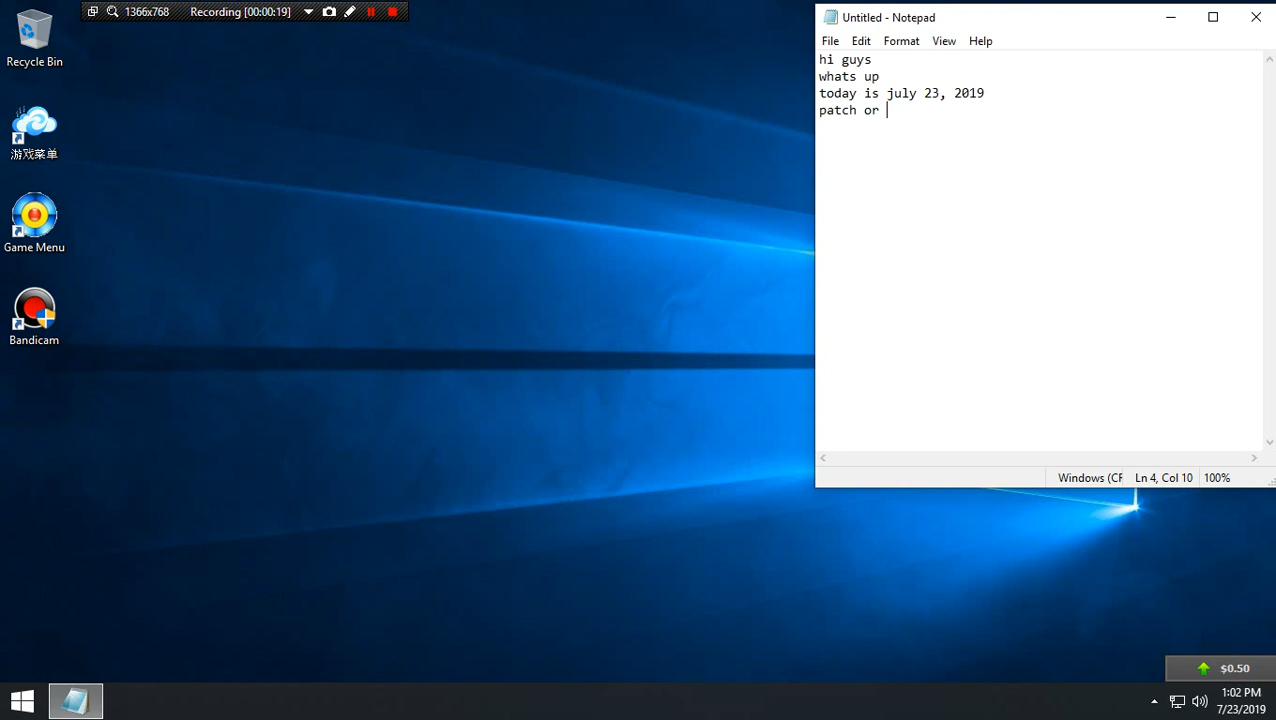 1366x768 Recording [00:00:19]
Recycle Bin
游戏菜单
Game Menu
Bandicam
Untitled - Notepad
File Edit Format View Help
hi guys
whats up
today is july 23, 2019
patch or
Windows (CF Ln 4, Col 10 100%
$0.50
1:02 PM
7/23/2019